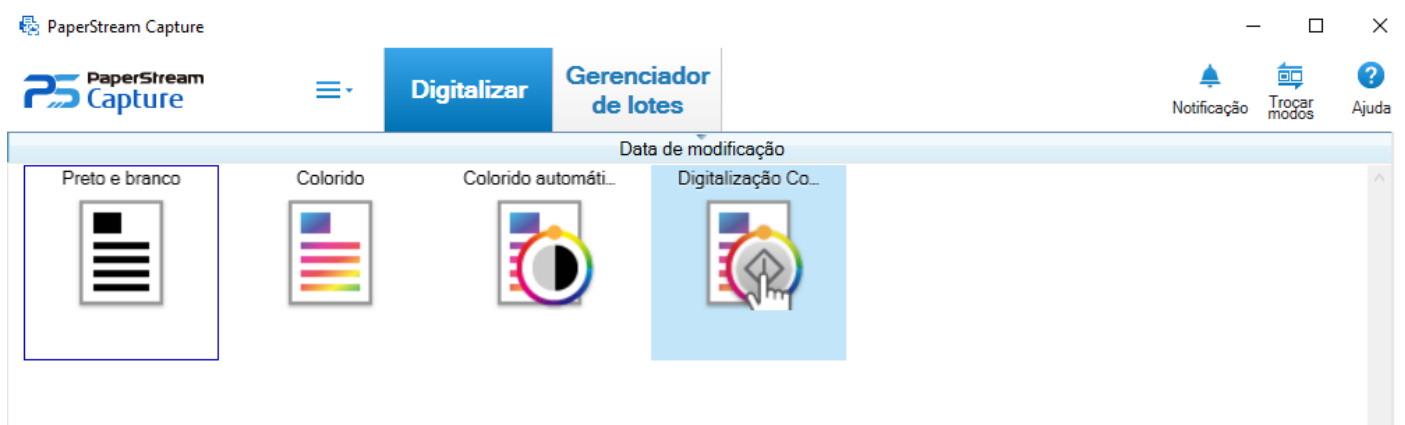 PaperStream Capture
PaperStream
Capture
Digitalizar
Gerenciador
de lotes
Notificação
Trocar
modos
Ajuda
Data de modificação
Preto e branco
Colorido
Colorido automáti...
Digitalização Co...